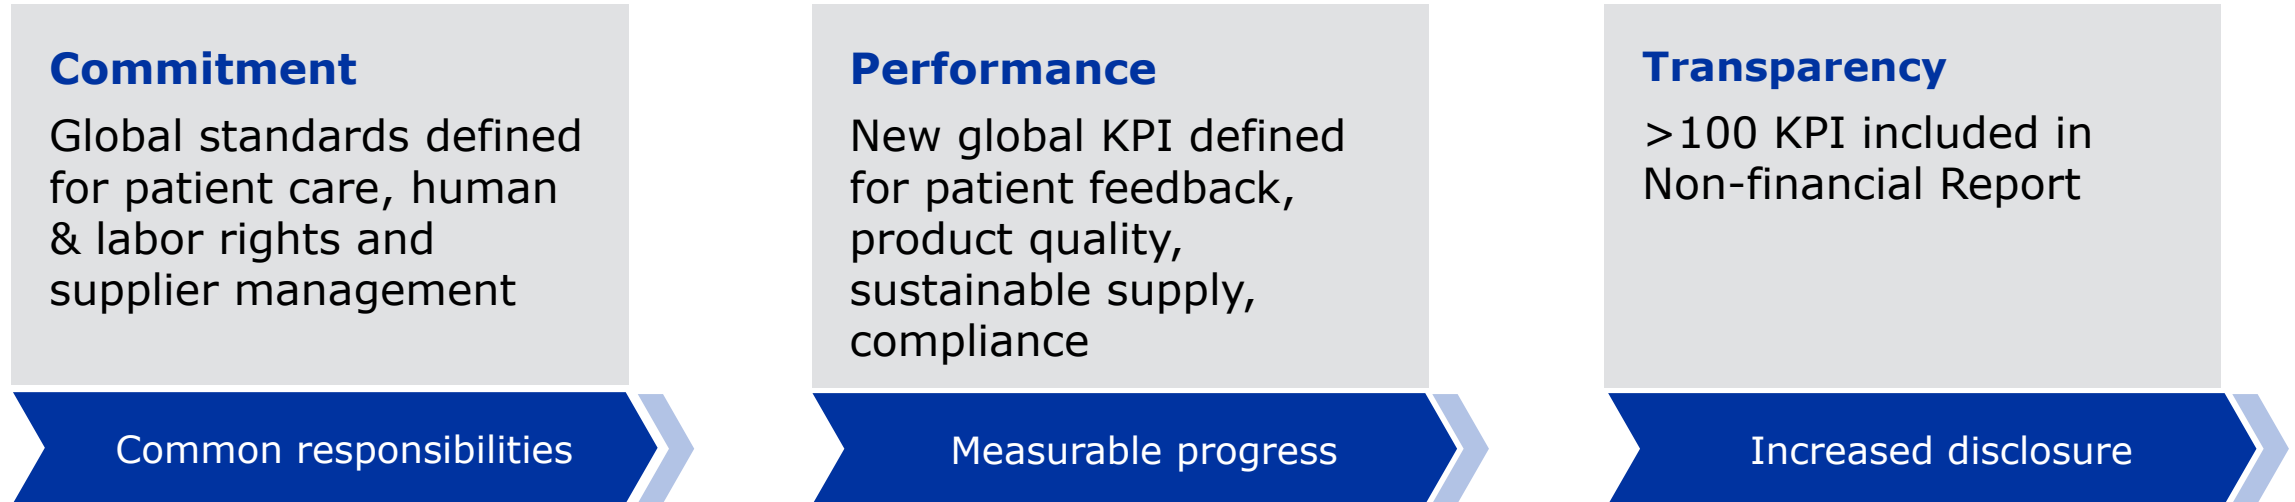 Commitment
Global standards defined
for patient care, human
& labor rights and
supplier management
Common responsibilities
Performance
New global KPI defined
for patient feedback,
product quality,
sustainable supply,
compliance
Measurable progress
Transparency
>100 KPI included in
Non-financial Report
Increased disclosure